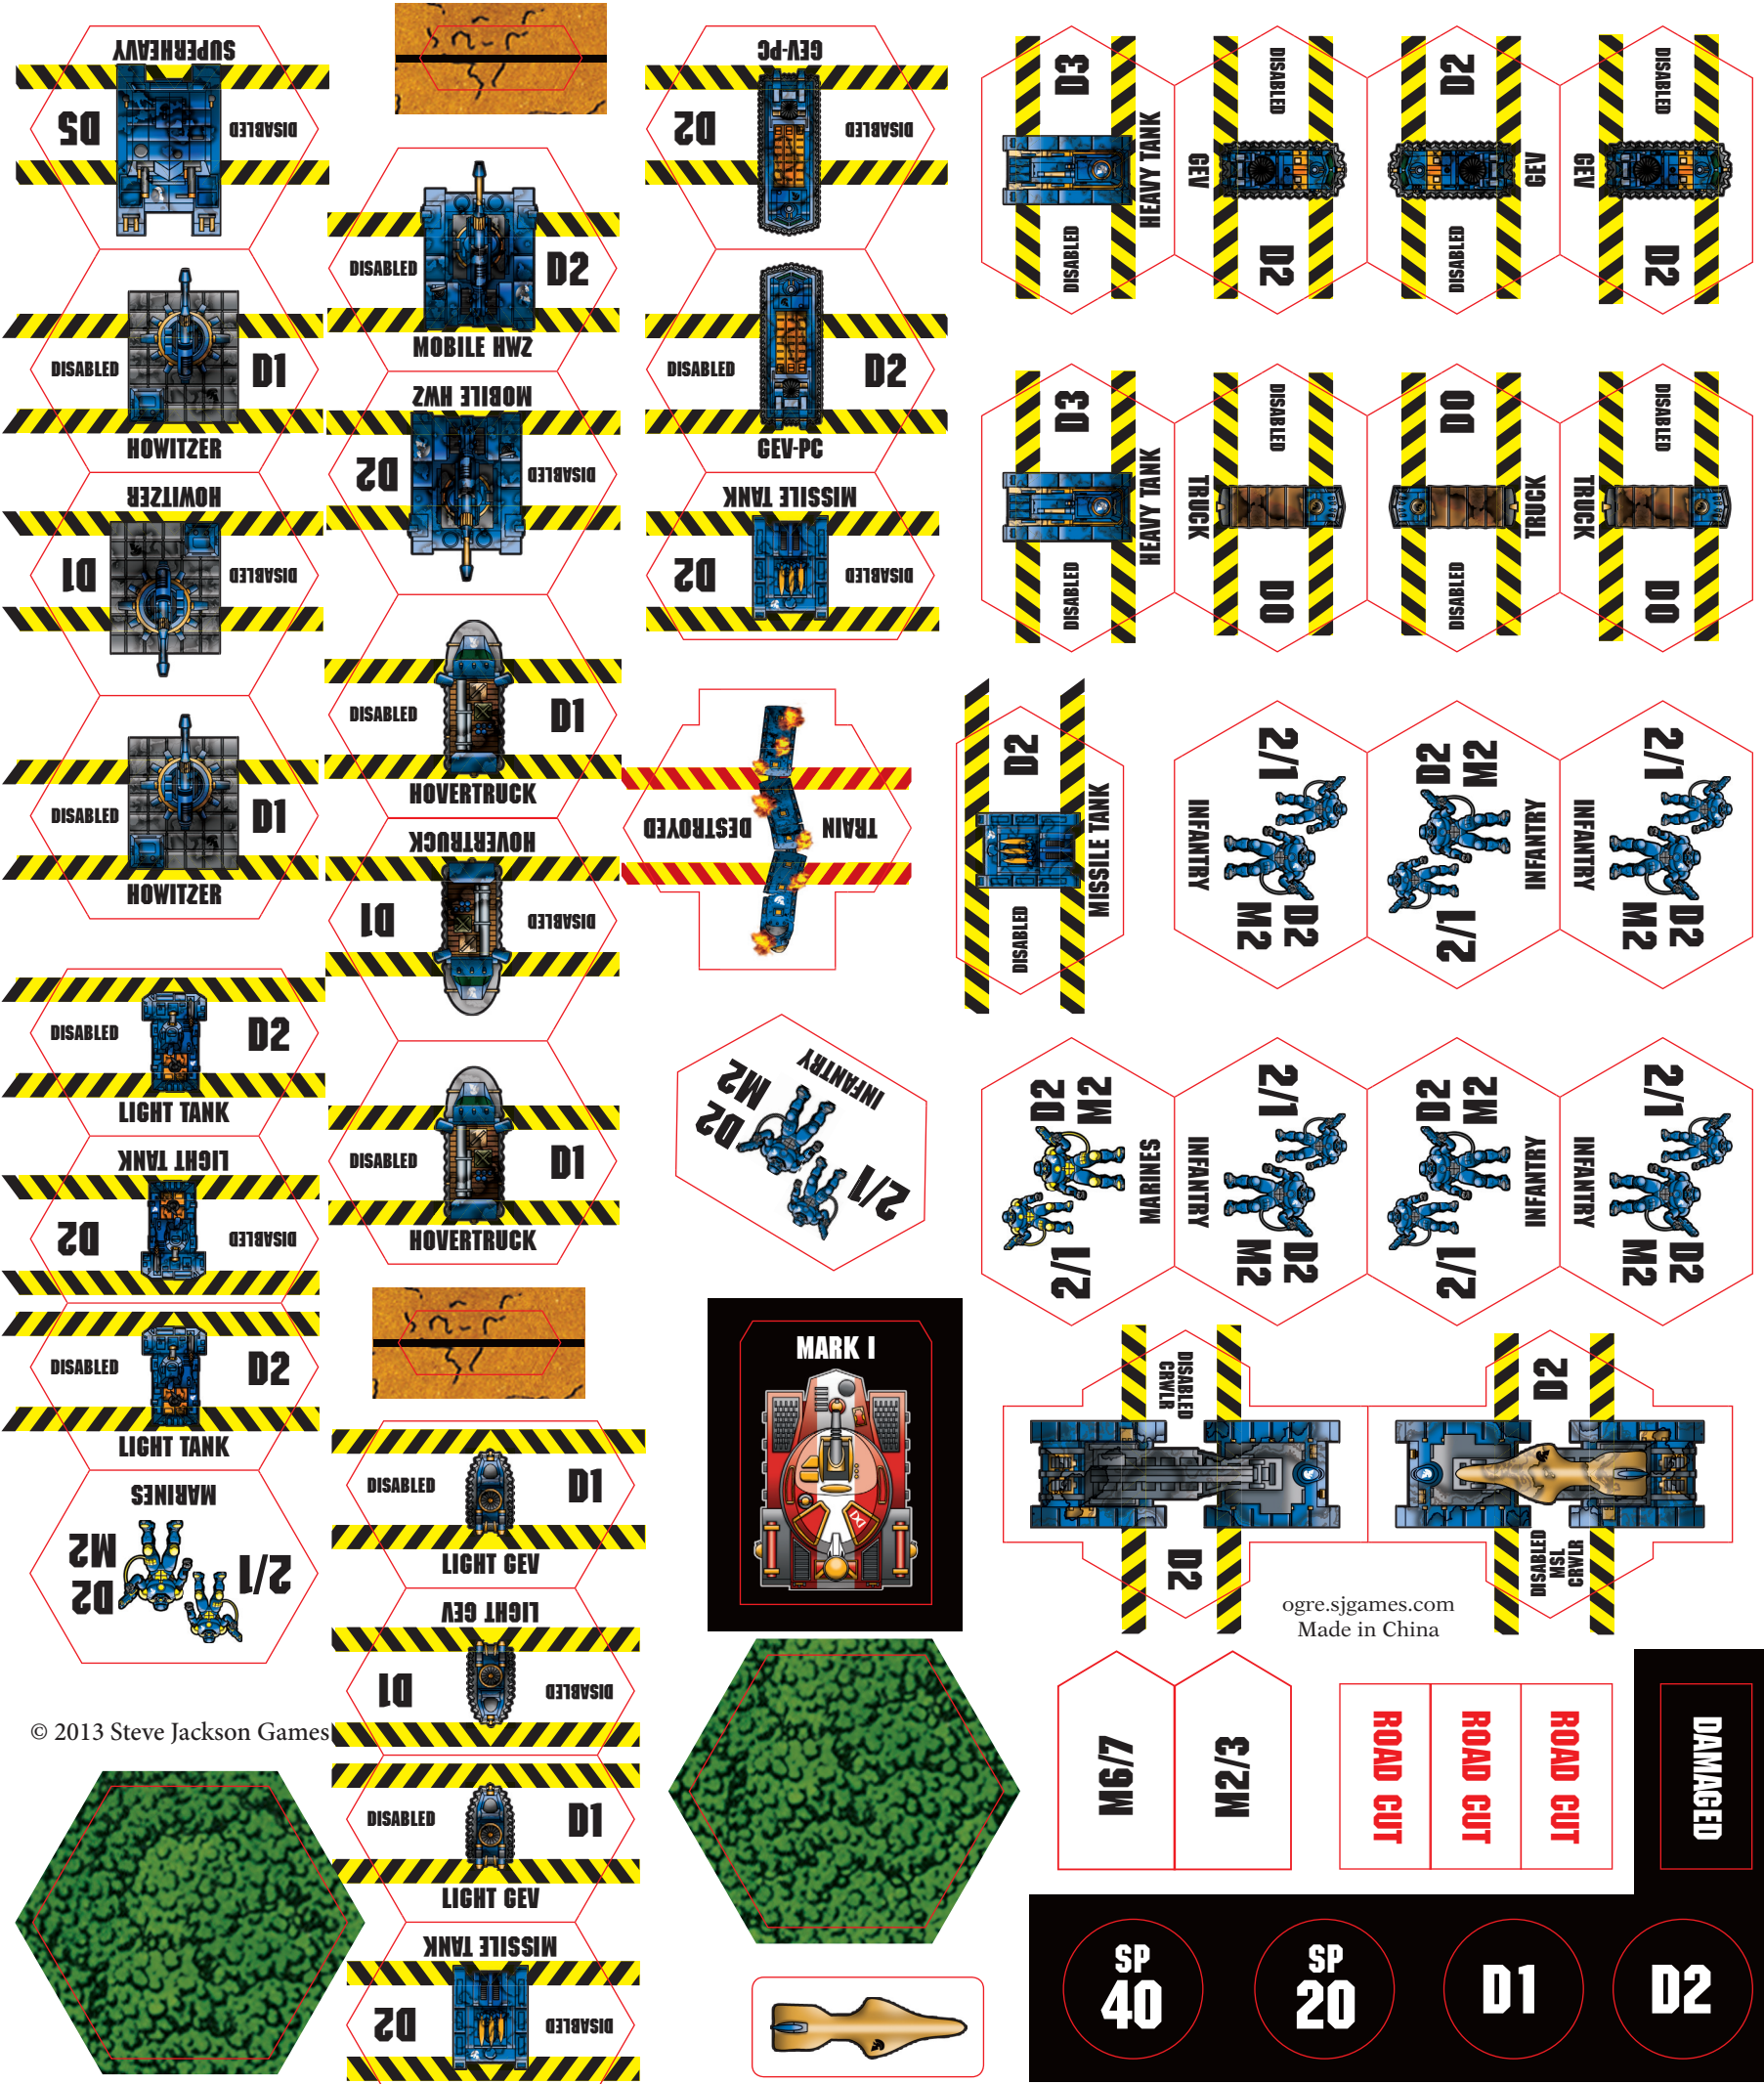 SUPERHEAVY
D5
DISABLED
DISABLED
D1
HOWITZER
HOWITZER
D1
DISABLED
DISABLED
D1
HOWITZER
DISABLED
D2
LIGHT TANK
LIGHT TANK
D2
DISABLED
DISABLED
D2
LIGHT TANK
MARINES
D2
M2
2/1
© 2013 Steve Jackson Games
DISABLED
D2
MOBILE HWZ
MOBILE HWZ
D2
DISABLED
DISABLED
D1
HOVERTRUCK
HOVERTRUCK
D1
DISABLED
DISABLED
D1
HOVERTRUCK
DISABLED
D1
LIGHT GEV
LIGHT GEV
D1
DISABLED
DISABLED
D1
LIGHT GEV
MISSILE TANK
D2
DISABLED
GEV-PC
D2
DISABLED
DISABLED
D2
GEV-PC
MISSILE TANK
D2
DISABLED
TRAIN
DESTROYED
INFANTRY
D2
M2
2/1
MARK I
D3
DISABLED
HEAVY TANK
DISABLED
D2
GEV
D2
DISABLED
GEV
DISABLED
D2
GEV
D3
DISABLED
HEAVY TANK
DISABLED
D0
TRUCK
D0
DISABLED
TRUCK
DISABLED
D0
TRUCK
D2
DISABLED
MISSILE TANK
2/1
D2
M2
INFANTRY
D2
M2
2/1
INFANTRY
2/1
D2
M2
INFANTRY
D2
M2
2/1
MARINES
2/1
D2
M2
INFANTRY
D2
M2
2/1
INFANTRY
2/1
D2
M2
INFANTRY
DISABLED
CRWLR
D2
D2
DISABLED
MSL
CRWLR
ogre.sjgames.com
Made in China
M6/7
M2/3
ROAD CUT
ROAD CUT
ROAD CUT
DAMAGED
SP
40
SP
20
D1
D2